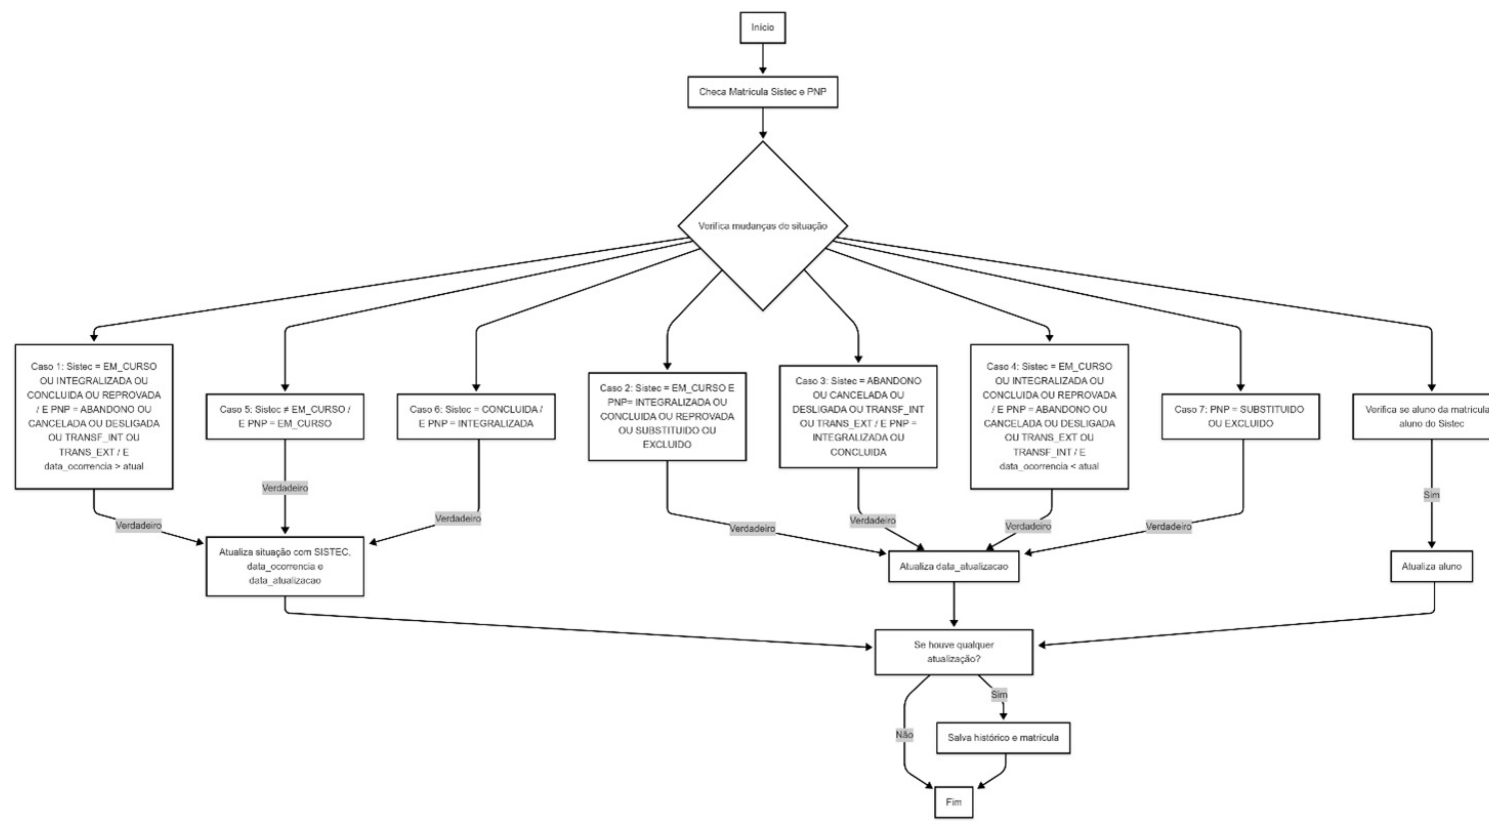 Início
Checa Matrícula Sistec e PNP
Verifica mudanças de situação
Caso 1: Sistec = EM_CURSO
OU INTEGRALIZADA OU
CONCLUIDA OU REPROVADA
/ E PNP = ABANDONO OU
CANCELADA OU DESLIGADA
OU TRANSF_INT OU
TRANS_EXT / E
data_ocorrencia > atual
Caso 5: Sistec ≠ EM_CURSO /
E PNP = EM_CURSO
Caso 6: Sistec = CONCLUIDA /
E PNP = INTEGRALIZADA
Caso 2: Sistec = EM_CURSO E
PNP= INTEGRALIZADA OU
CONCLUIDA OU REPROVADA
OU SUBSTITUIDO OU
EXCLUIDO
Caso 3: Sistec = ABANDONO
OU CANCELADA OU
DESLIGADA OU TRANSF_INT
OU TRANS_EXT / E PNP =
INTEGRALIZADA OU
CONCLUIDA
Caso 4: Sistec = EM_CURSO
OU INTEGRALIZADA OU
CONCLUIDA OU REPROVADA
/ E PNP = ABANDONO OU
CANCELADA OU DESLIGADA
OU TRANS_EXT OU
TRANSF_INT / E
data_ocorrencia < atual
Caso 7: PNP = SUBSTITUIDO
OU EXCLUIDO
Verifica se aluno da matrícula
aluno do Sistec
Verdadeiro
Verdadeiro
Verdadeiro
Verdadeiro
Verdadeiro
Verdadeiro
Verdadeiro
Sim
Atualiza situação com SISTEC,
data_ocorrencia e
data_atualizacao
Atualiza data_atualizacao
Atualiza aluno
Se houve qualquer
atualização?
Sim
Não
Salva histórico e matrícula
Fim